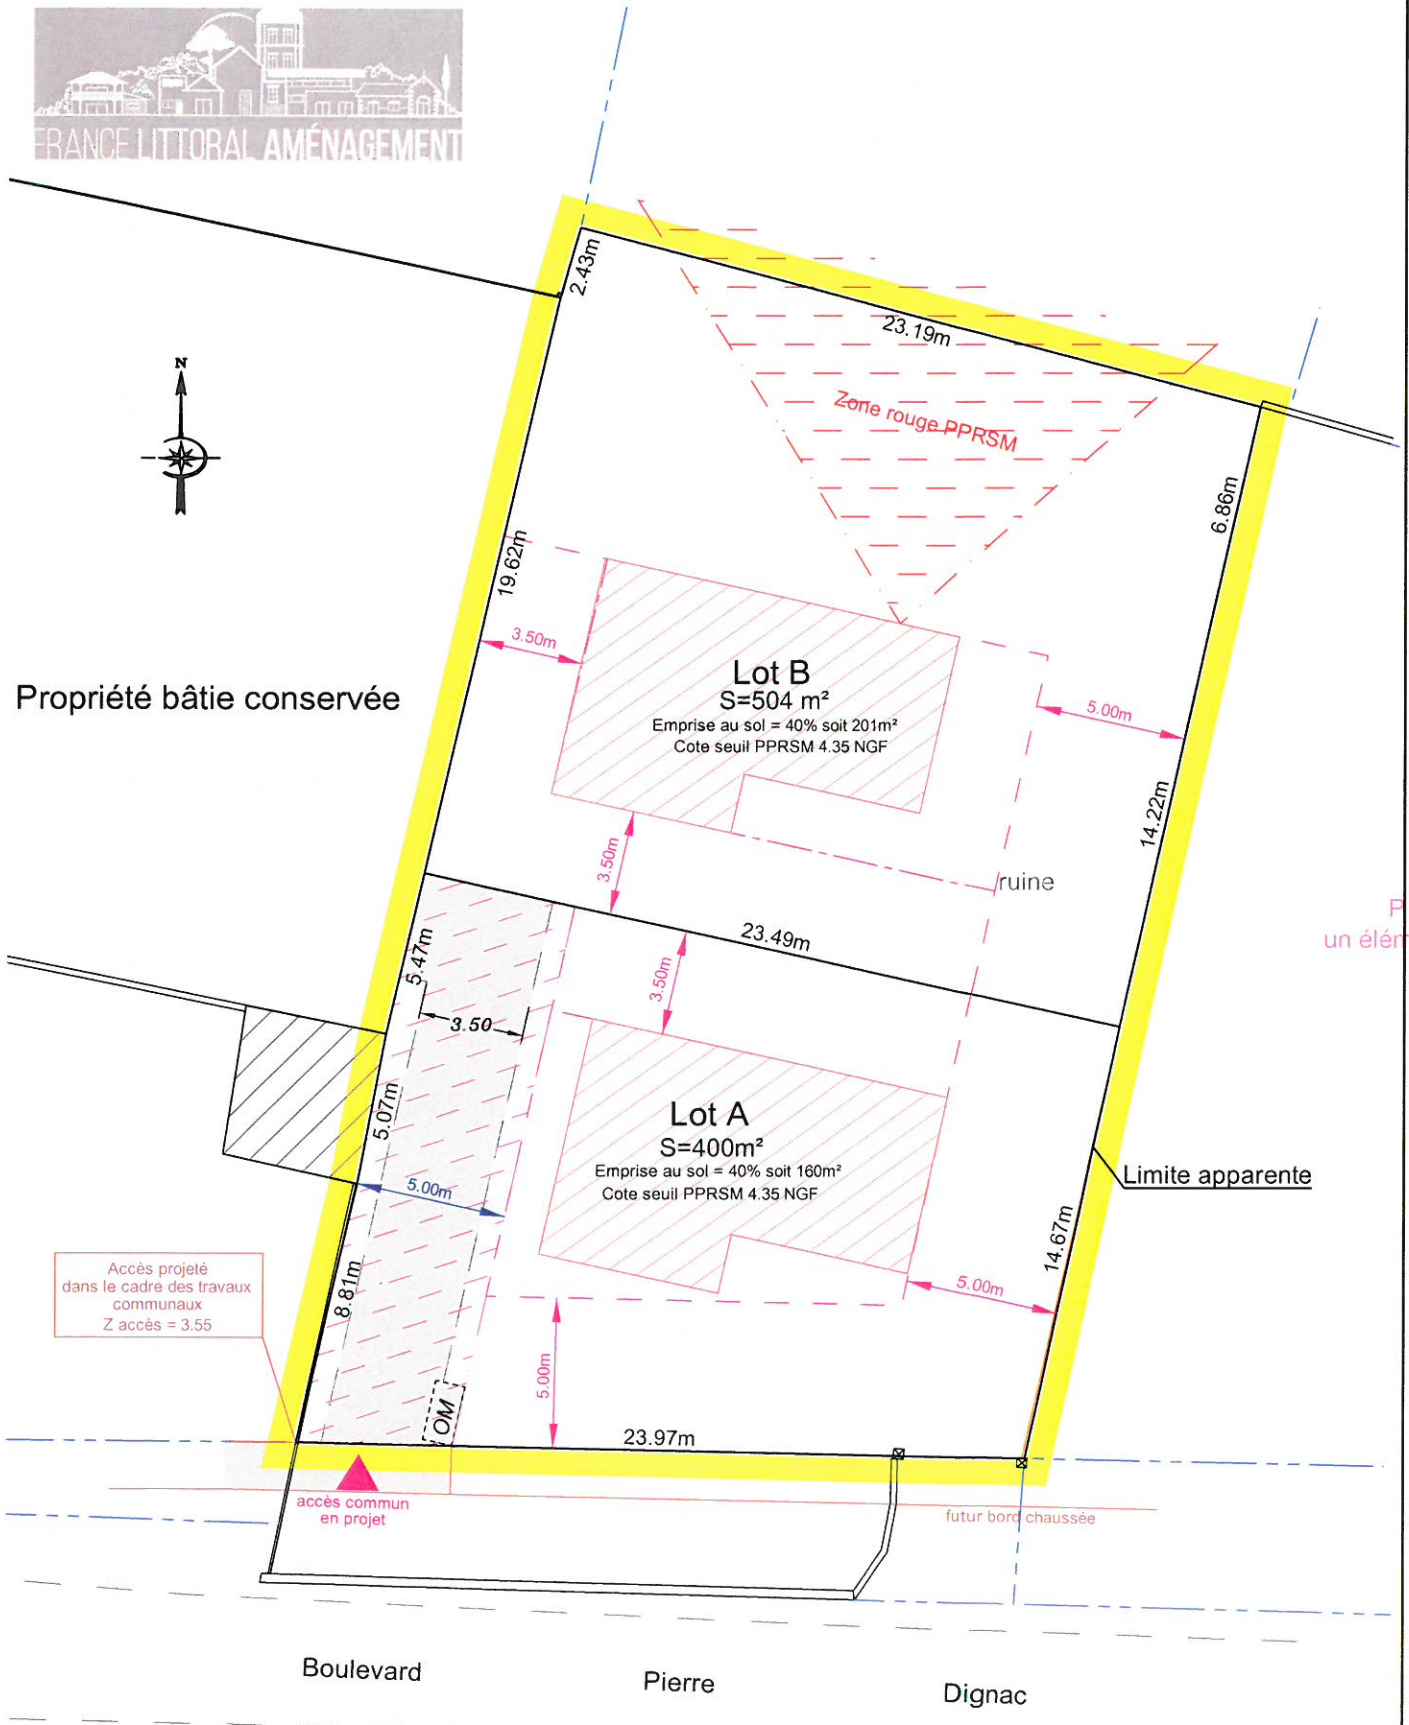 FRANCE LITTORAL AMÉNAGEMENT
2.43m
23.19m
N
Zone rouge PPRSM
6.86m
19.62m
3.50m
Propriété bâtie conservée
Lot B
S=504 m²
Emprise au sol = 40% soit 201m²
Cote seuil PPRSM 4.35 NGF
5.00m
14.22m
3.50m
ruine
P
un élém
23.49m
5.47m
3.50m
3.50
5.07m
Lot A
S=400m²
Emprise au sol = 40% soit 160m²
Cote seuil PPRSM 4.35 NGF
Limite apparente
5.00m
14.67m
Accès projeté
dans le cadre des travaux
communaux
Z accès = 3.55
8.81m
5.00m
5.00m
OM
23.97m
accès commun
en projet
futur bord chaussée
Boulevard Pierre Dignac